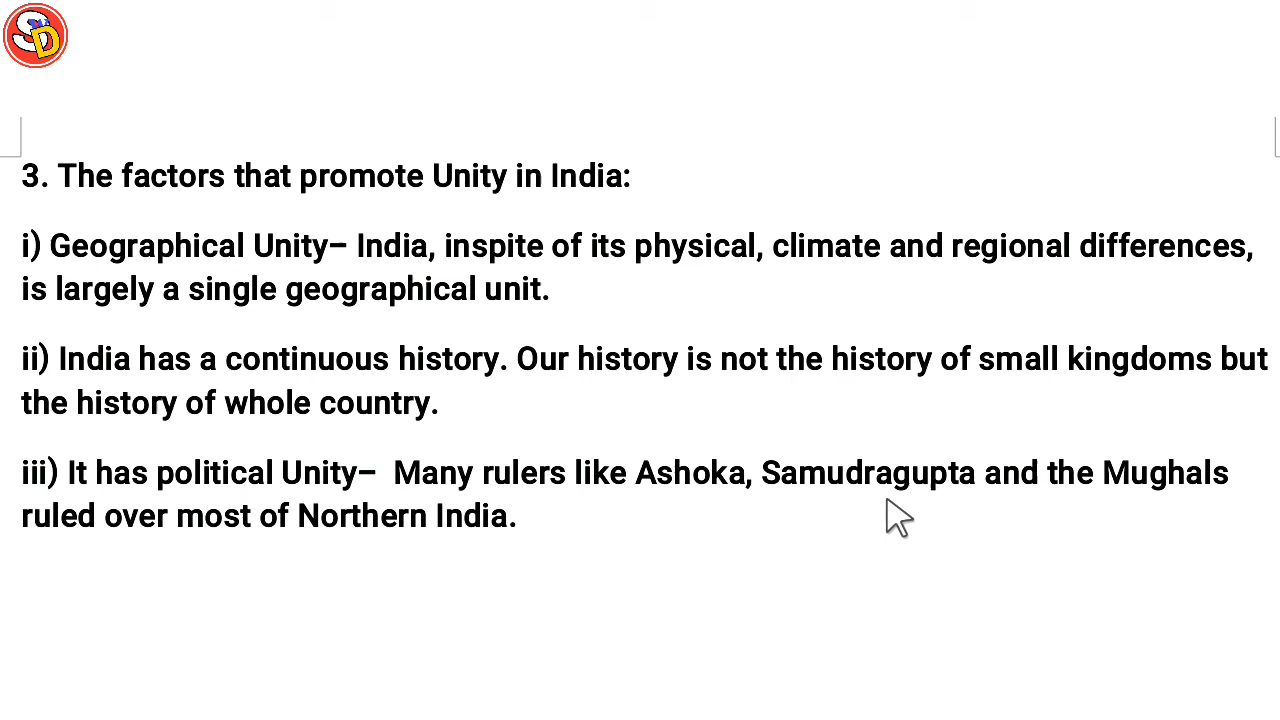 SD
3. The factors that promote Unity in India:
i) Geographical Unity– India, inspite of its physical, climate and regional differences,
is largely a single geographical unit.
ii) India has a continuous history. Our history is not the history of small kingdoms but
the history of whole country.
iii) It has political Unity–  Many rulers like Ashoka, Samudragupta and the Mughals
ruled over most of Northern India.